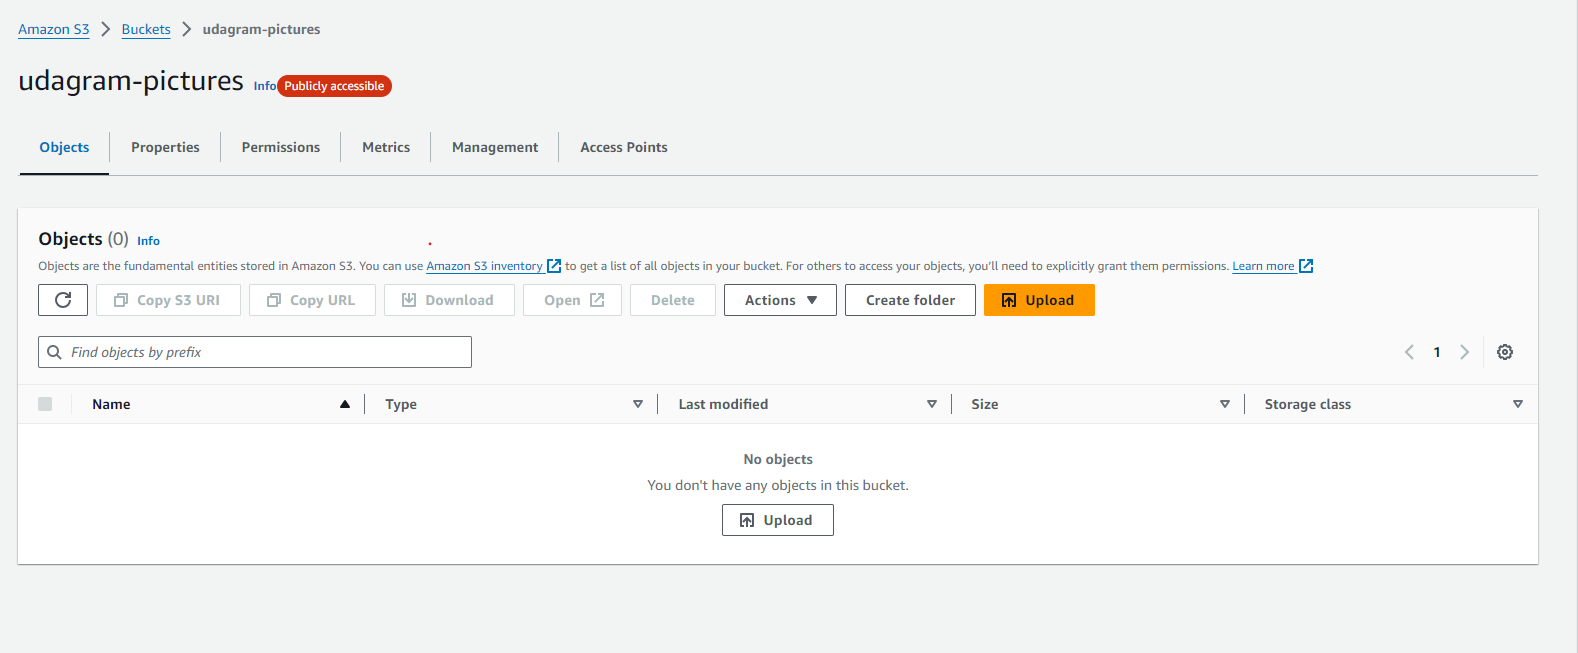 Amazon S3 > Buckets > udagram-pictures
udagram-pictures Info Publicly accessible
Objects Properties Permissions Metrics Management Access Points
Objects (0) Info
Objects are the fundamental entities stored in Amazon S3. You can use Amazon S3 inventory to get a list of all objects in your bucket. For others to access your objects, you'll need to explicitly grant them permissions. Learn more
Copy S3 URI Copy URL Download Open Delete Actions Create folder Upload
Find objects by prefix 1
Name Type Last modified Size Storage class
No objects
You don't have any objects in this bucket.
Upload